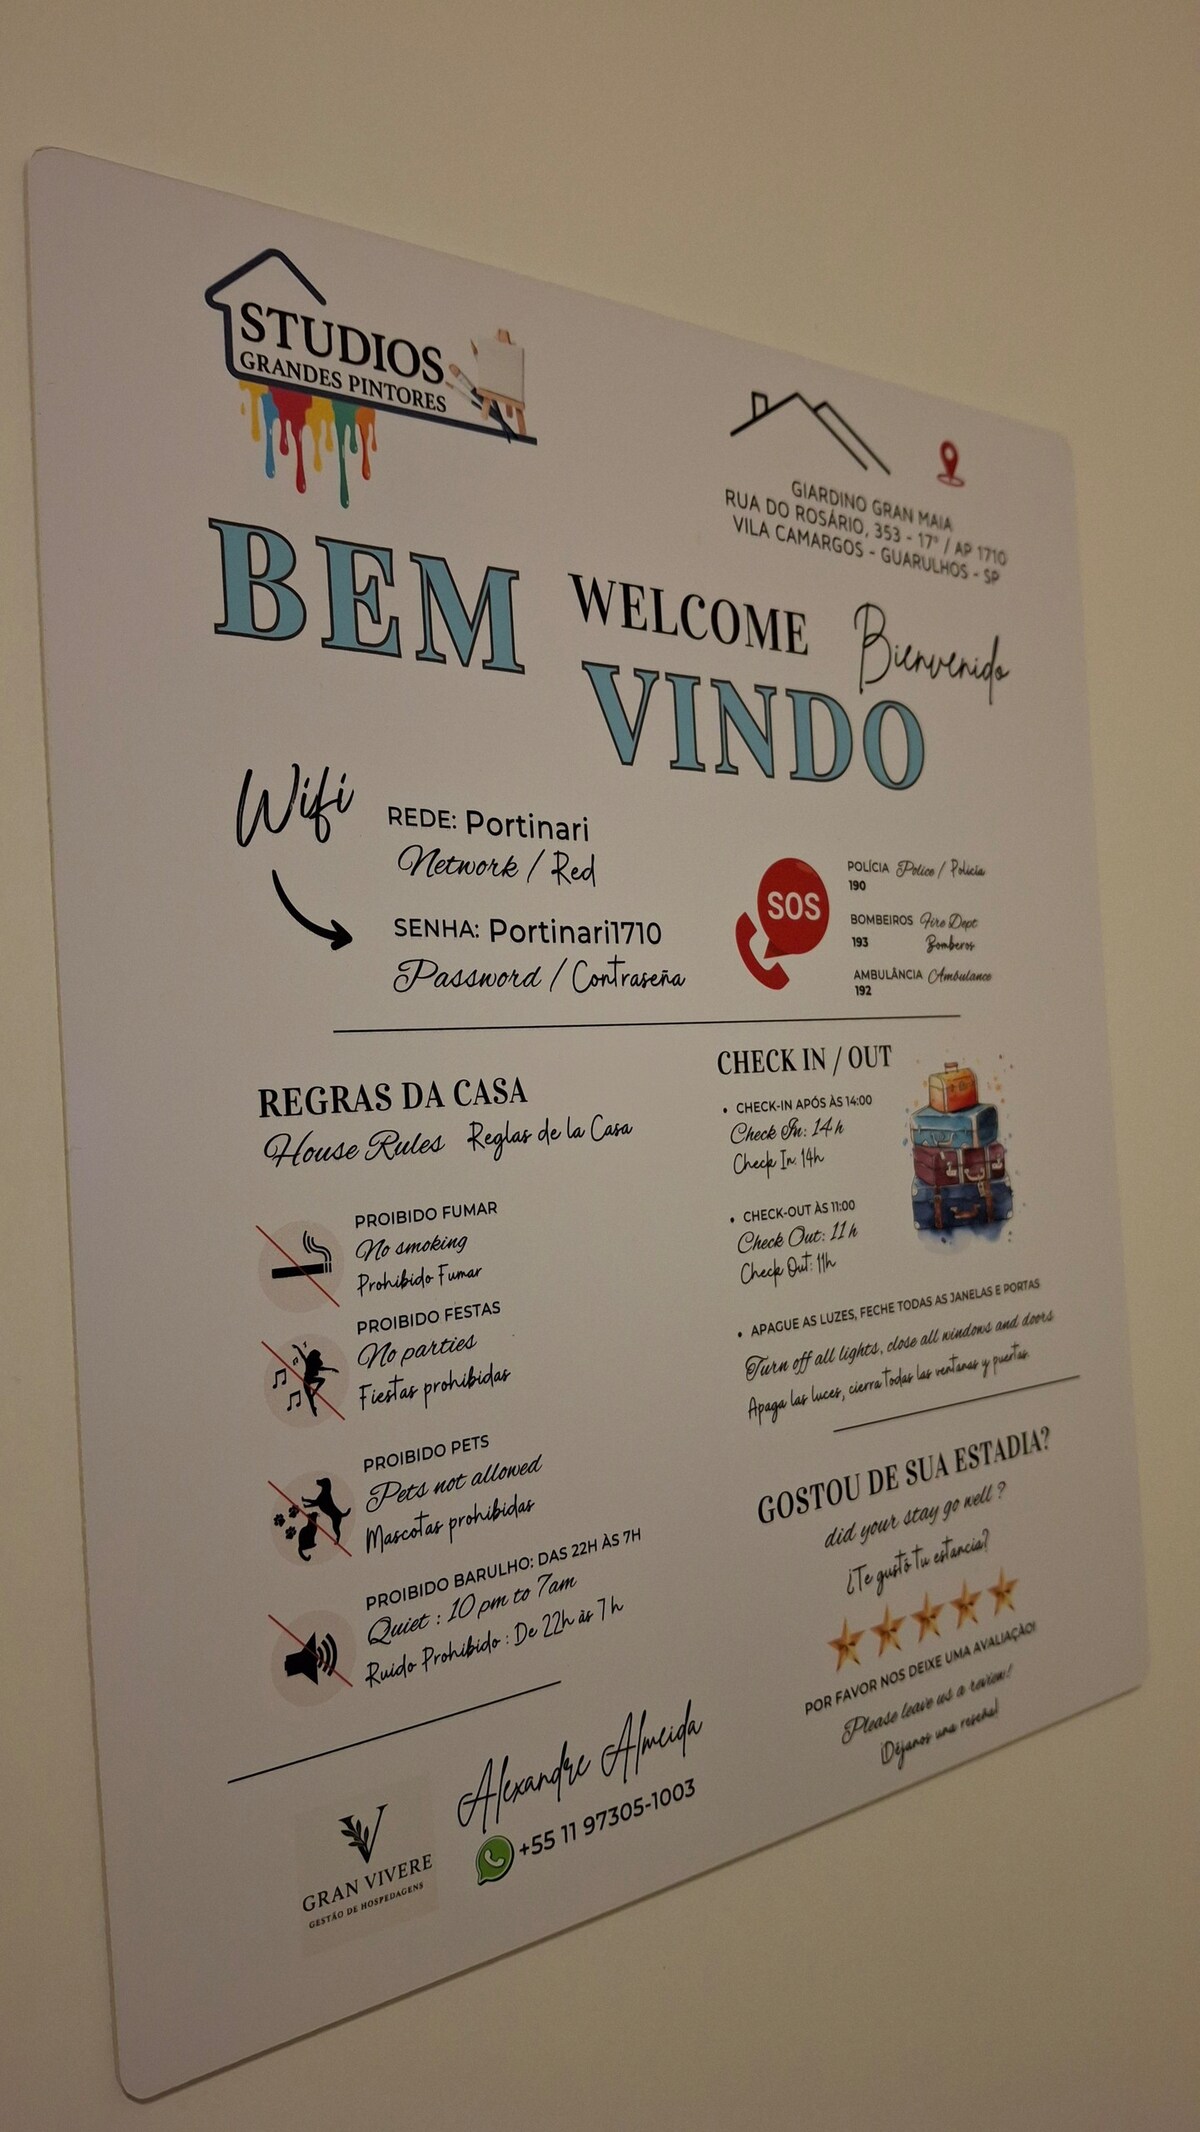 STUDIOS
GRANDES PINTORES
GIARDINO GRAN MAIA
RUA DO ROSÁRIO, 353 - 17º / AP 1710
VILA CAMARGOS - GUARULHOS - SP
BEM
WELCOME
Bienvenido
VINDO
Wifi
REDE: Portinari
Network / Red
SENHA: Portinari1710
Password / Contraseña
SOS
POLÍCIA Police / Policía
190
BOMBEIROS Fire Dept
193 Bomberos
AMBULÂNCIA Ambulance
192
REGRAS DA CASA
House Rules Reglas de la Casa
PROIBIDO FUMAR
No smoking
Prohibido Fumar
PROIBIDO FESTAS
No parties
Fiestas prohibidas
PROIBIDO PETS
Pets not allowed
Mascotas prohibidas
PROIBIDO BARULHO: DAS 22H ÀS 7H
Quiet : 10 pm to 7am
Ruido Prohibido : De 22h às 7 h
CHECK IN / OUT
• CHECK-IN APÓS ÀS 14:00
Check In: 14 h
Check In: 14h
• CHECK-OUT ÀS 11:00
Check Out: 11 h
Check Out: 11h
• APAGUE AS LUZES, FECHE TODAS AS JANELAS E PORTAS
Turn off all lights, close all windows and doors
Apaga las luces, cierra todas las ventanas y puertas.
GOSTOU DE SUA ESTADIA?
did your stay go well ?
¿Te gustó tu estancia?
POR FAVOR NOS DEIXE UMA AVALIAÇÃO!
Please leave us a review!
¡Déjanos una reseña!
Alexandre Almeida
+55 11 97305-1003
V
GRAN VIVERE
GESTÃO DE HOSPEDAGENS